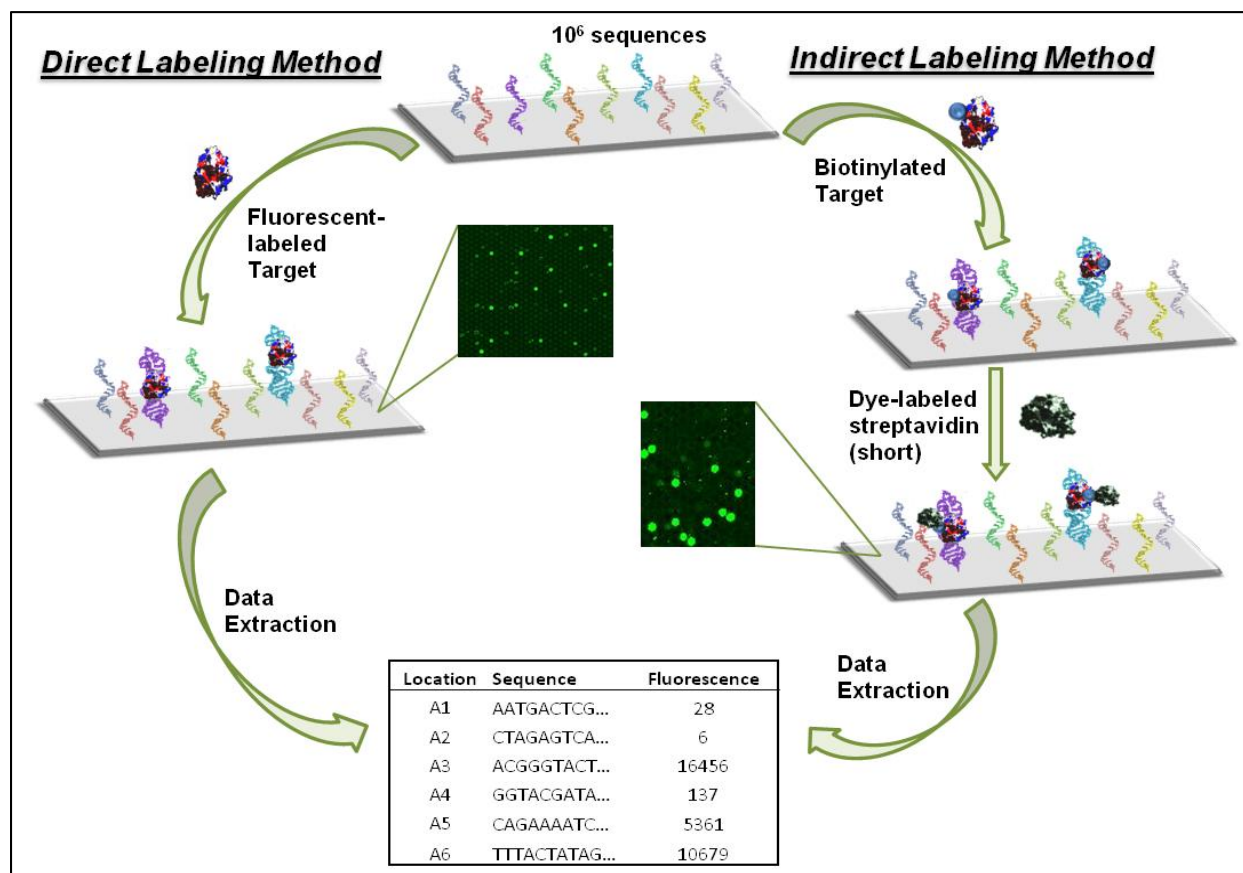 10⁶ sequences
Direct Labeling Method
Indirect Labeling Method
Fluorescent-
labeled
Target
Biotinylated
Target
Dye-labeled
streptavidin
(short)
Data
Extraction
Data
Extraction
Location Sequence Fluorescence
A1 AATGACTCG... 28
A2 CTAGAGTCA... 6
A3 ACGGGTACT... 16456
A4 GGTACGATA... 137
A5 CAGAAAATC... 5361
A6 TTTACTATAG... 10679